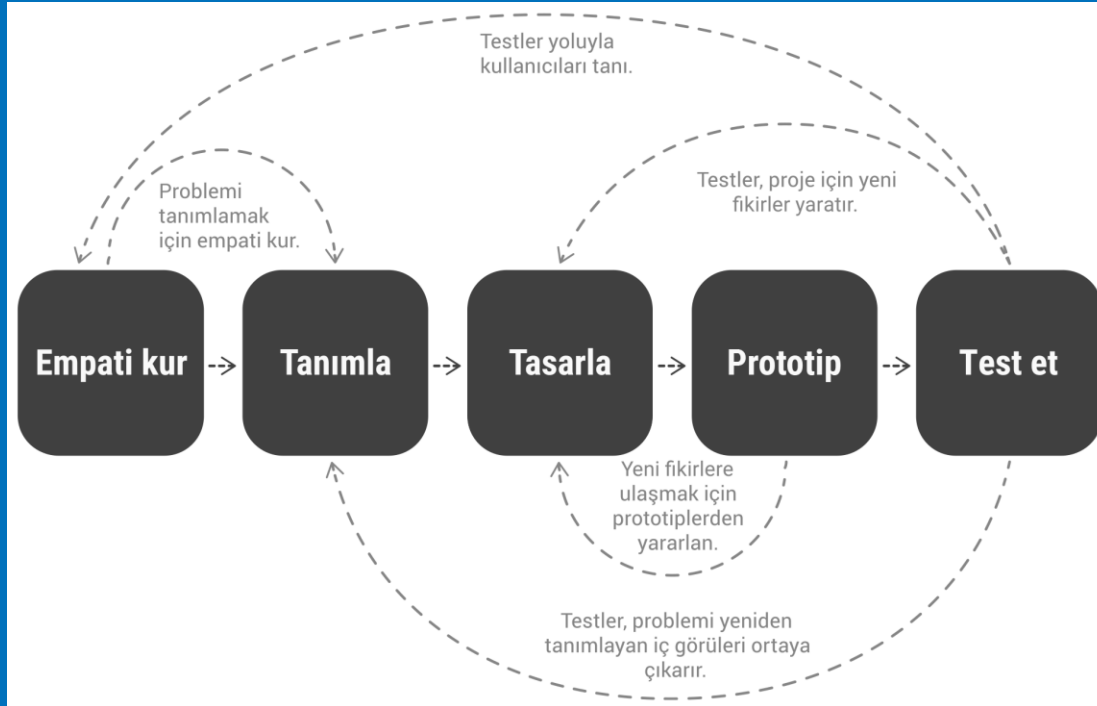 Testler yoluyla
kullanıcıları tanı.
Testler, proje için yeni
fikirler yaratır.
Problemi
tanımlamak
için empati kur.
Empati kur
Tanımla
Tasarla
Prototip
Test et
Yeni fikirlere
ulaşmak için
prototiplerden
yararlan.
Testler, problemi yeniden
tanımlayan iç görüleri ortaya
çıkarır.